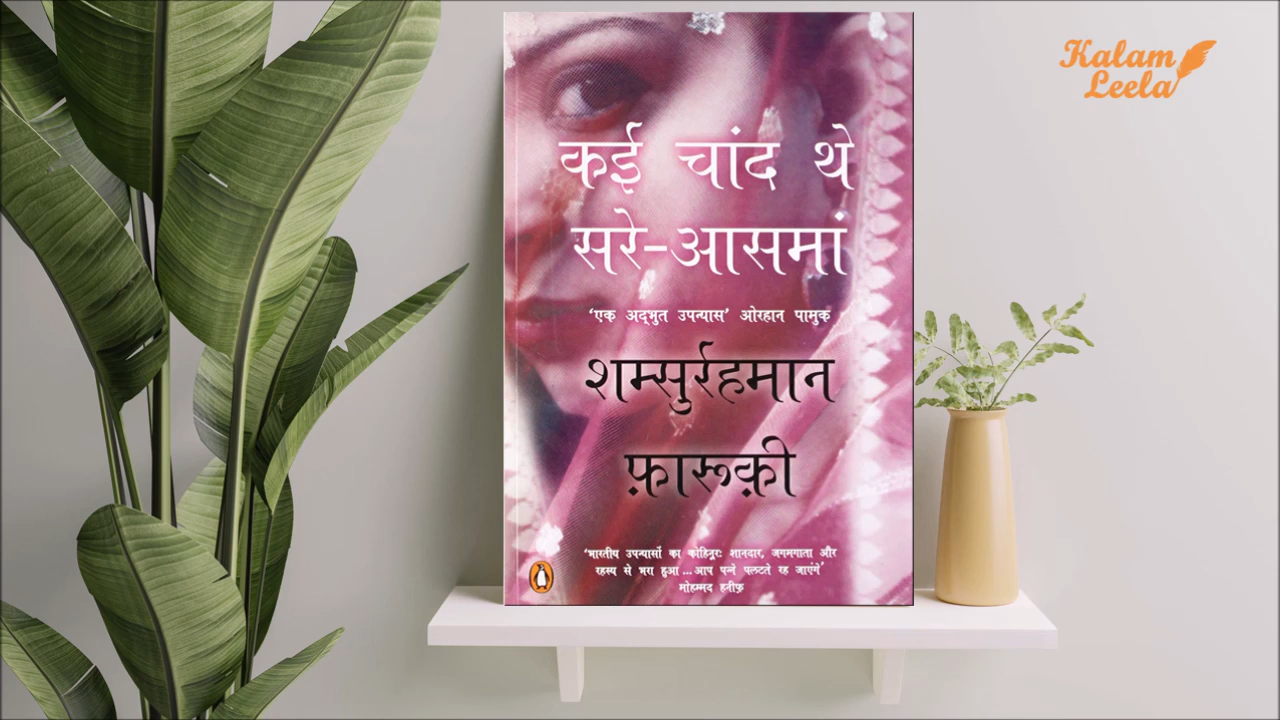 Kalam
Leela
कई चांद थे
सरे-आसमां
‘एक अद्भुत उपन्यास’ ओरहान पामुक
शम्सुर्रहमान
फ़ारूक़ी
‘भारतीय उपन्यासों का कोहिनूर: शानदार, जगमगाता और
रहस्य से भरा हुआ ... आप पन्ने पलटते रह जाएंगे’
मोहम्मद हनीफ़